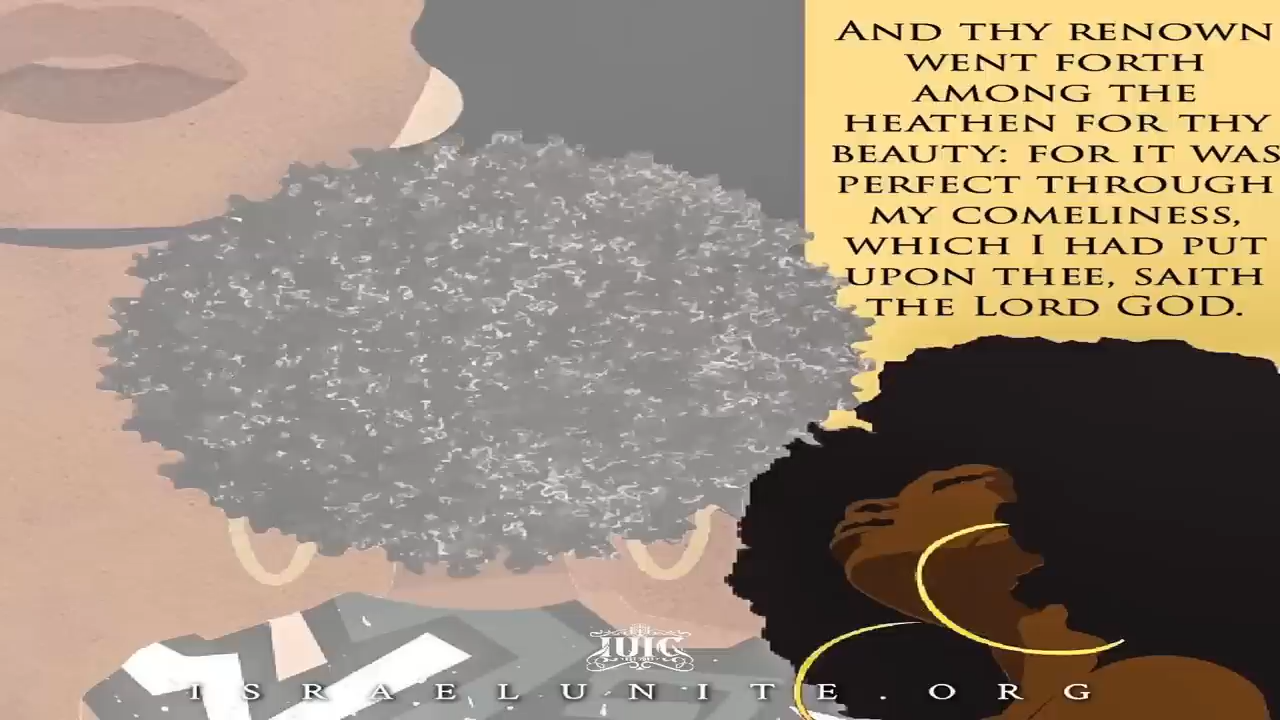 And thy renown
went forth
among the
heathen for thy
beauty: for it was
perfect through
my comeliness,
which I had put
upon thee, saith
the Lord GOD.
IUIC
ISRAELUNITE.ORG